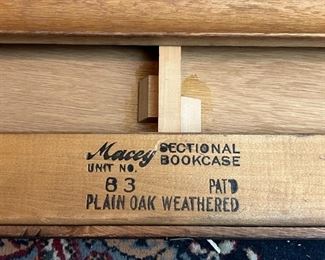 Macey SECTIONAL BOOKCASE
UNIT NO.
83 PAT'D
PLAIN OAK WEATHERED